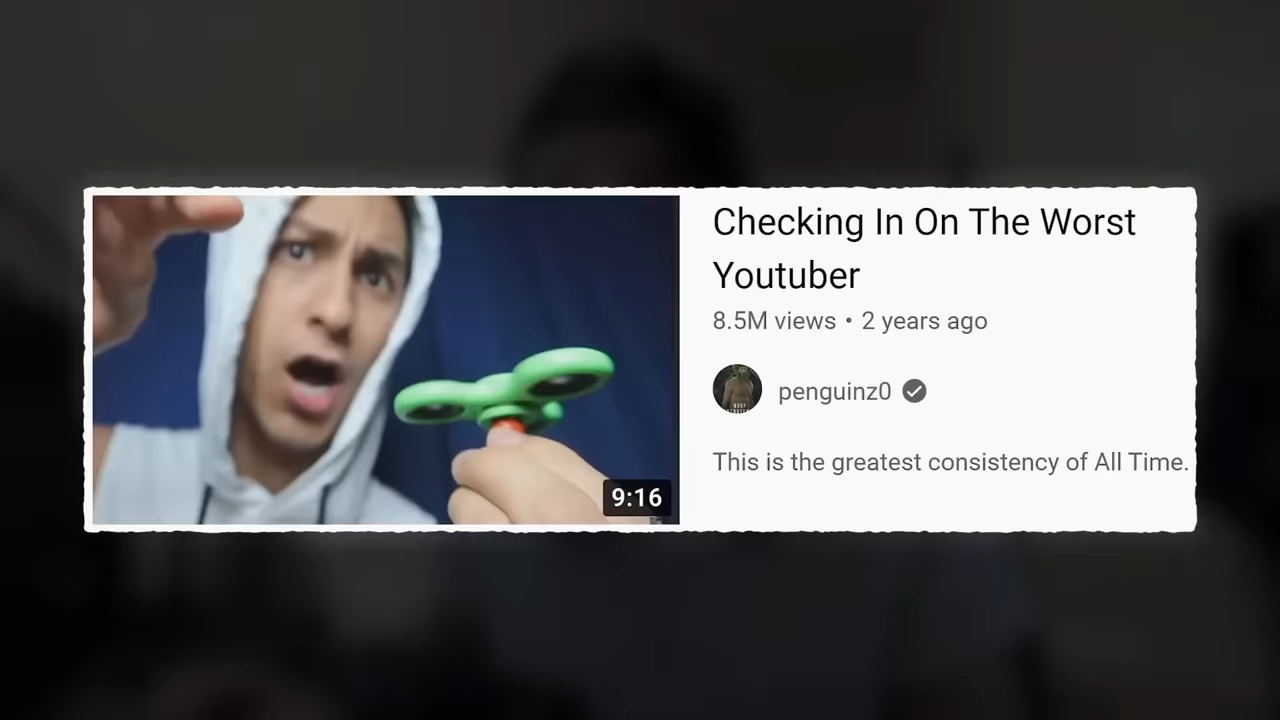 Checking In On The Worst
Youtuber
8.5M views • 2 years ago
penguinz0
This is the greatest consistency of All Time.
9:16